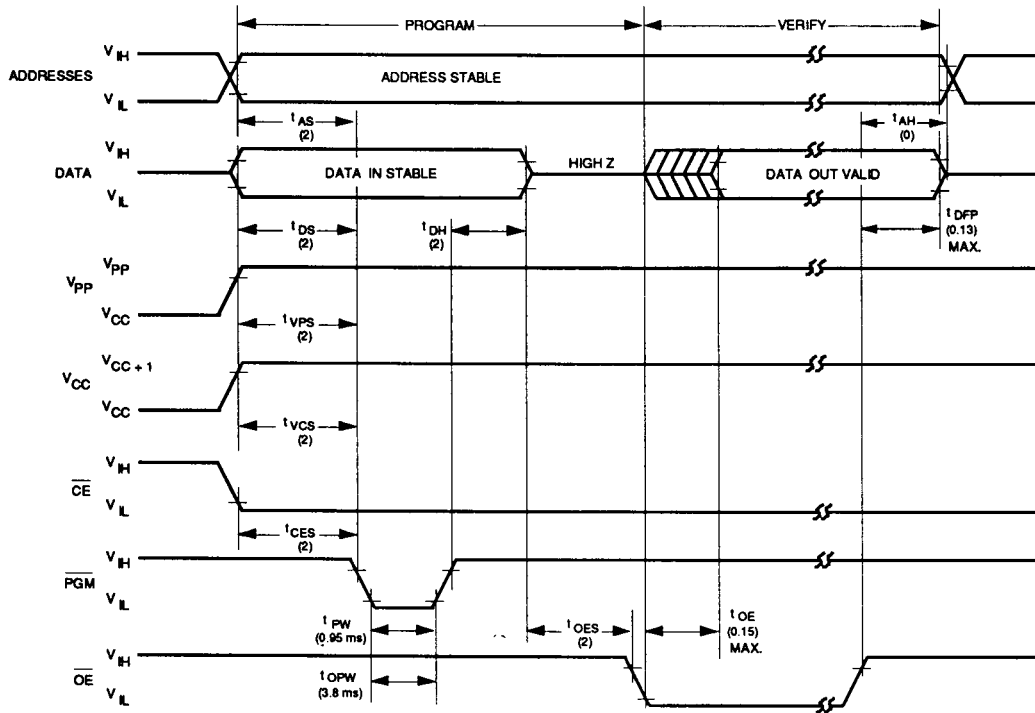 PROGRAM
VERIFY
ADDRESSES
V IH
V IL
ADDRESS STABLE
t AS
(2)
t AH
(0)
DATA
V IH
V IL
DATA IN STABLE
HIGH Z
DATA OUT VALID
t DS
(2)
t DH
(2)
t DFP
(0.13)
MAX.
V PP
V PP
V CC
t VPS
(2)
V CC
V CC + 1
V CC
t VCS
(2)
CE
V IH
V IL
t CES
(2)
PGM
V IH
V IL
t PW
(0.95 ms)
t OES
(2)
t OE
(0.15)
MAX.
OE
V IH
V IL
t OPW
(3.8 ms)